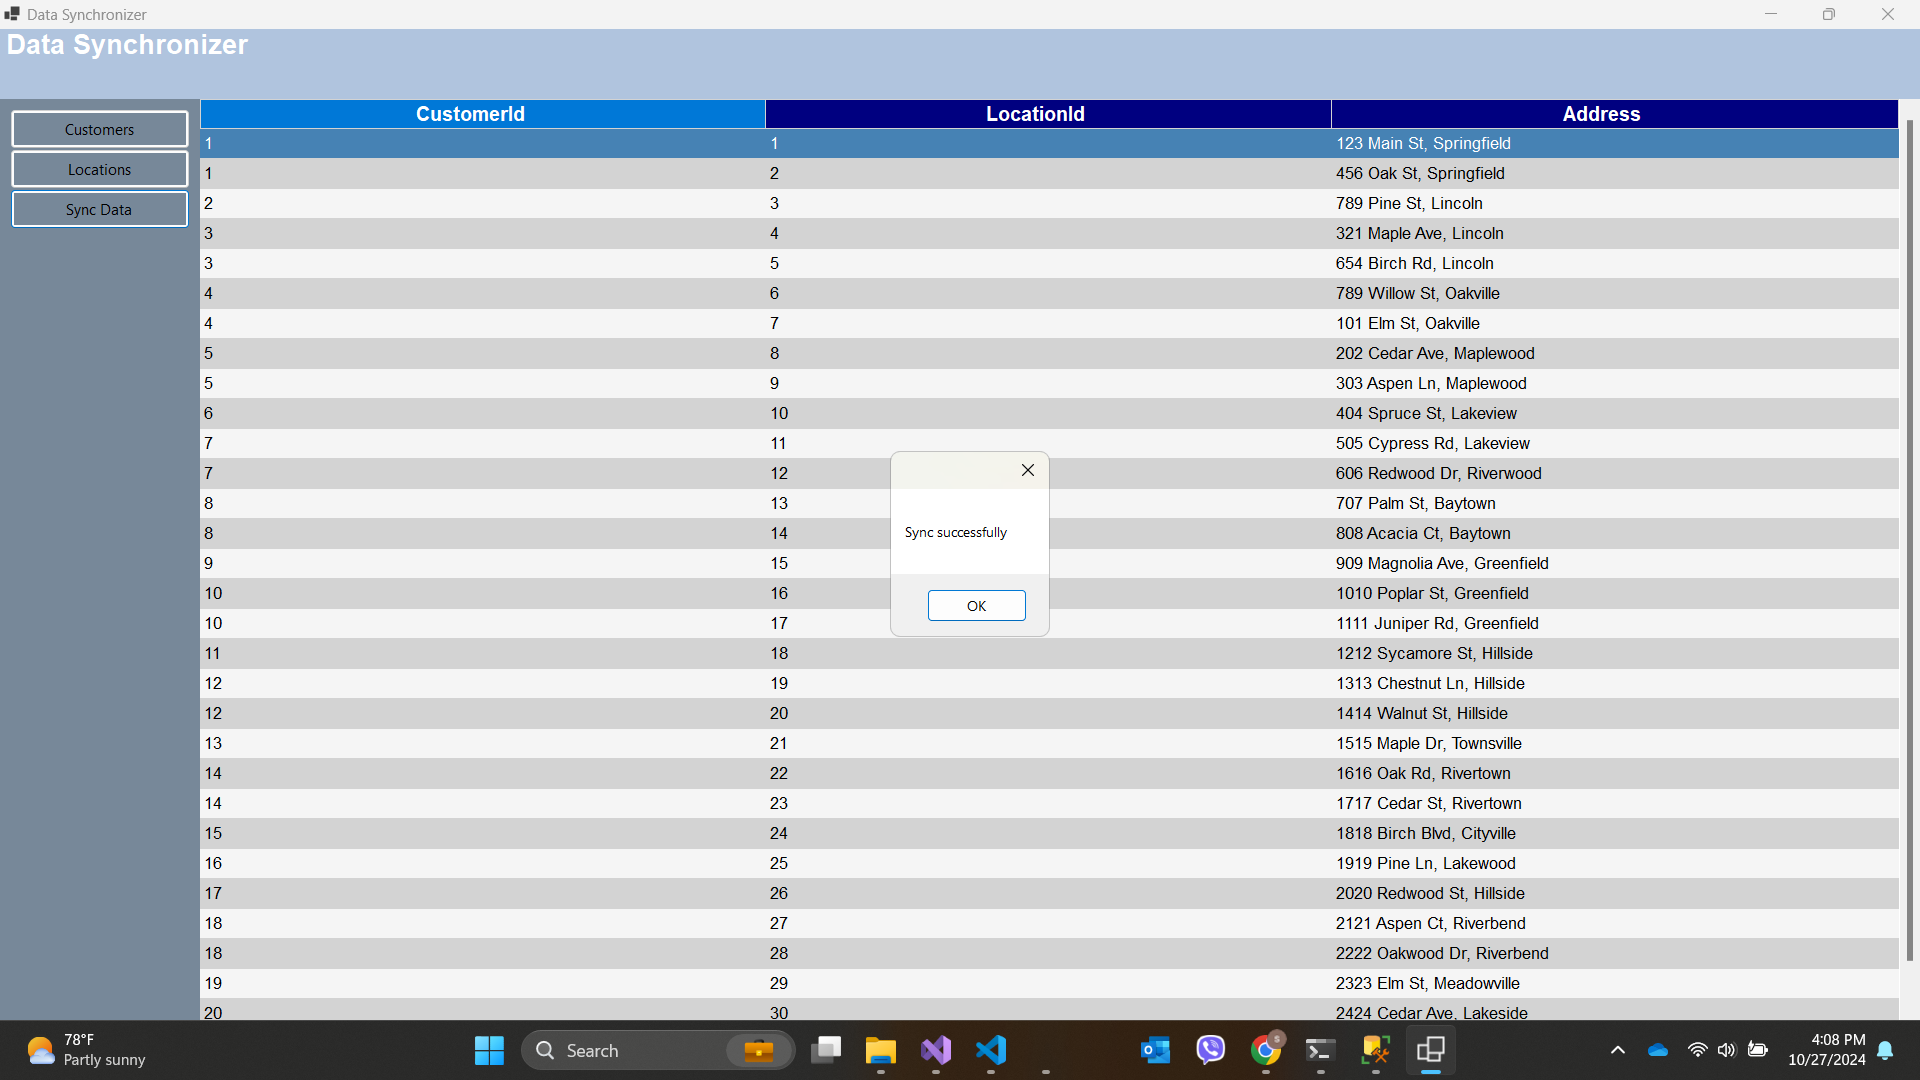 Data Synchronizer
Data Synchronizer
Customers
Locations
Sync Data
CustomerId LocationId Address
1 1 123 Main St, Springfield
1 2 456 Oak St, Springfield
2 3 789 Pine St, Lincoln
3 4 321 Maple Ave, Lincoln
3 5 654 Birch Rd, Lincoln
4 6 789 Willow St, Oakville
4 7 101 Elm St, Oakville
5 8 202 Cedar Ave, Maplewood
5 9 303 Aspen Ln, Maplewood
6 10 404 Spruce St, Lakeview
7 11 505 Cypress Rd, Lakeview
7 12 606 Redwood Dr, Riverwood
8 13 707 Palm St, Baytown
8 14 808 Acacia Ct, Baytown
9 15 909 Magnolia Ave, Greenfield
10 16 1010 Poplar St, Greenfield
10 17 1111 Juniper Rd, Greenfield
11 18 1212 Sycamore St, Hillside
12 19 1313 Chestnut Ln, Hillside
12 20 1414 Walnut St, Hillside
13 21 1515 Maple Dr, Townsville
14 22 1616 Oak Rd, Rivertown
14 23 1717 Cedar St, Rivertown
15 24 1818 Birch Blvd, Cityville
16 25 1919 Pine Ln, Lakewood
17 26 2020 Redwood St, Hillside
18 27 2121 Aspen Ct, Riverbend
18 28 2222 Oakwood Dr, Riverbend
19 29 2323 Elm St, Meadowville
20 30 2424 Cedar Ave, Lakeside
Sync successfully
OK
78°F
Partly sunny
Search
S
4:08 PM
10/27/2024